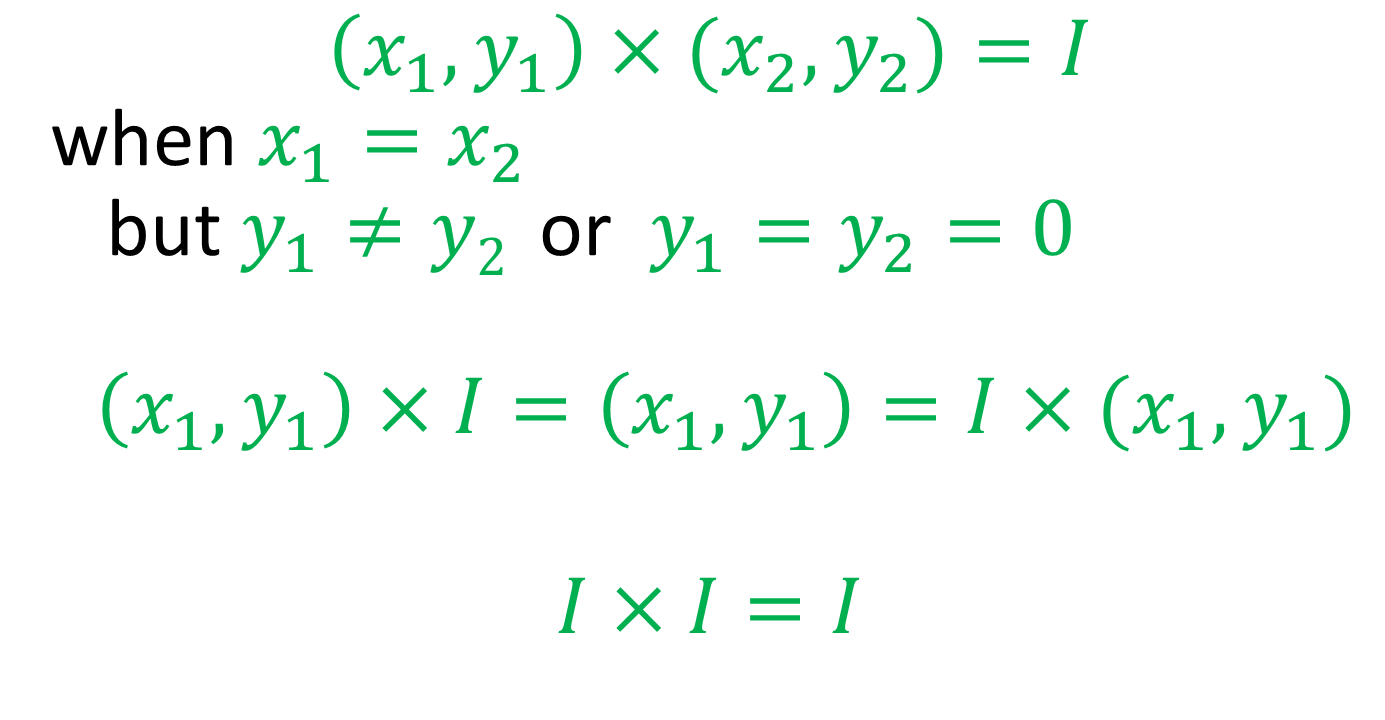 (x₁, y₁) × (x₂, y₂) = I
when x₁ = x₂
but y₁ ≠ y₂ or y₁ = y₂ = 0
(x₁, y₁) × I = (x₁, y₁) = I × (x₁, y₁)
I × I = I